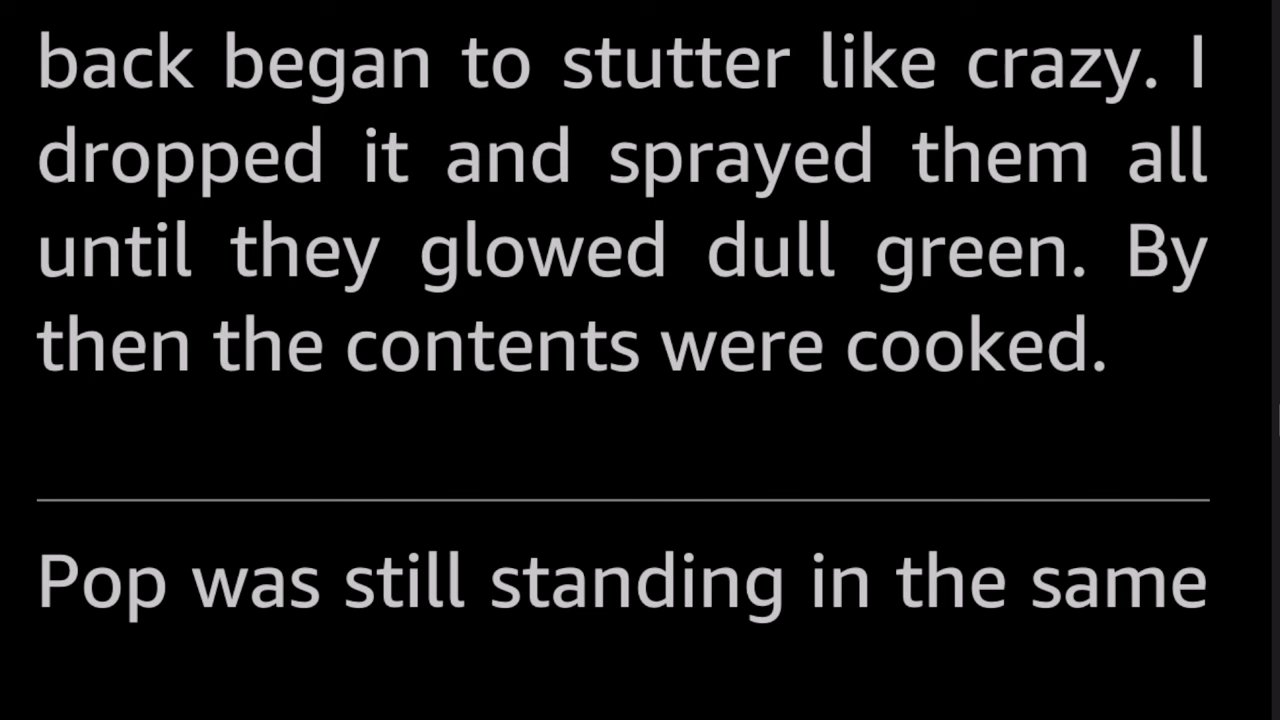 back began to stutter like crazy. I
dropped it and sprayed them all
until they glowed dull green. By
then the contents were cooked.
Pop was still standing in the same